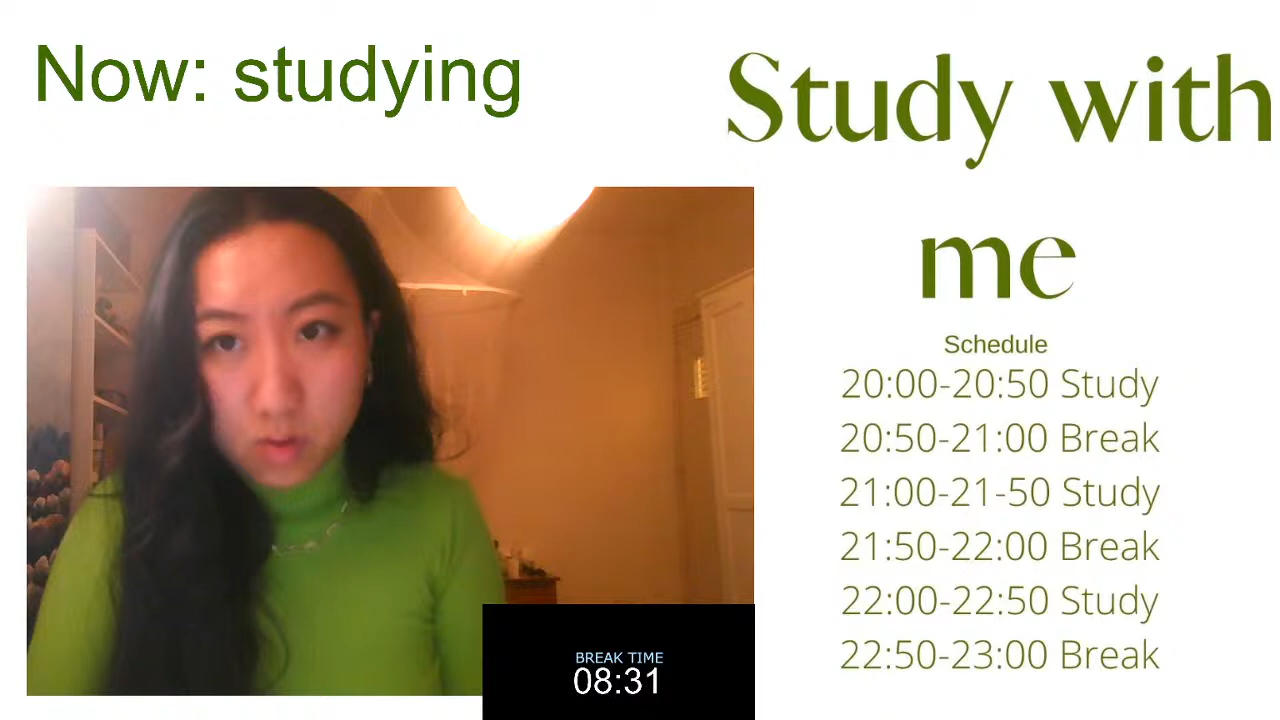 Now: studying
Study with
me
Schedule
20:00-20:50 Study
20:50-21:00 Break
21:00-21-50 Study
21:50-22:00 Break
22:00-22:50 Study
22:50-23:00 Break
BREAK TIME
08:31